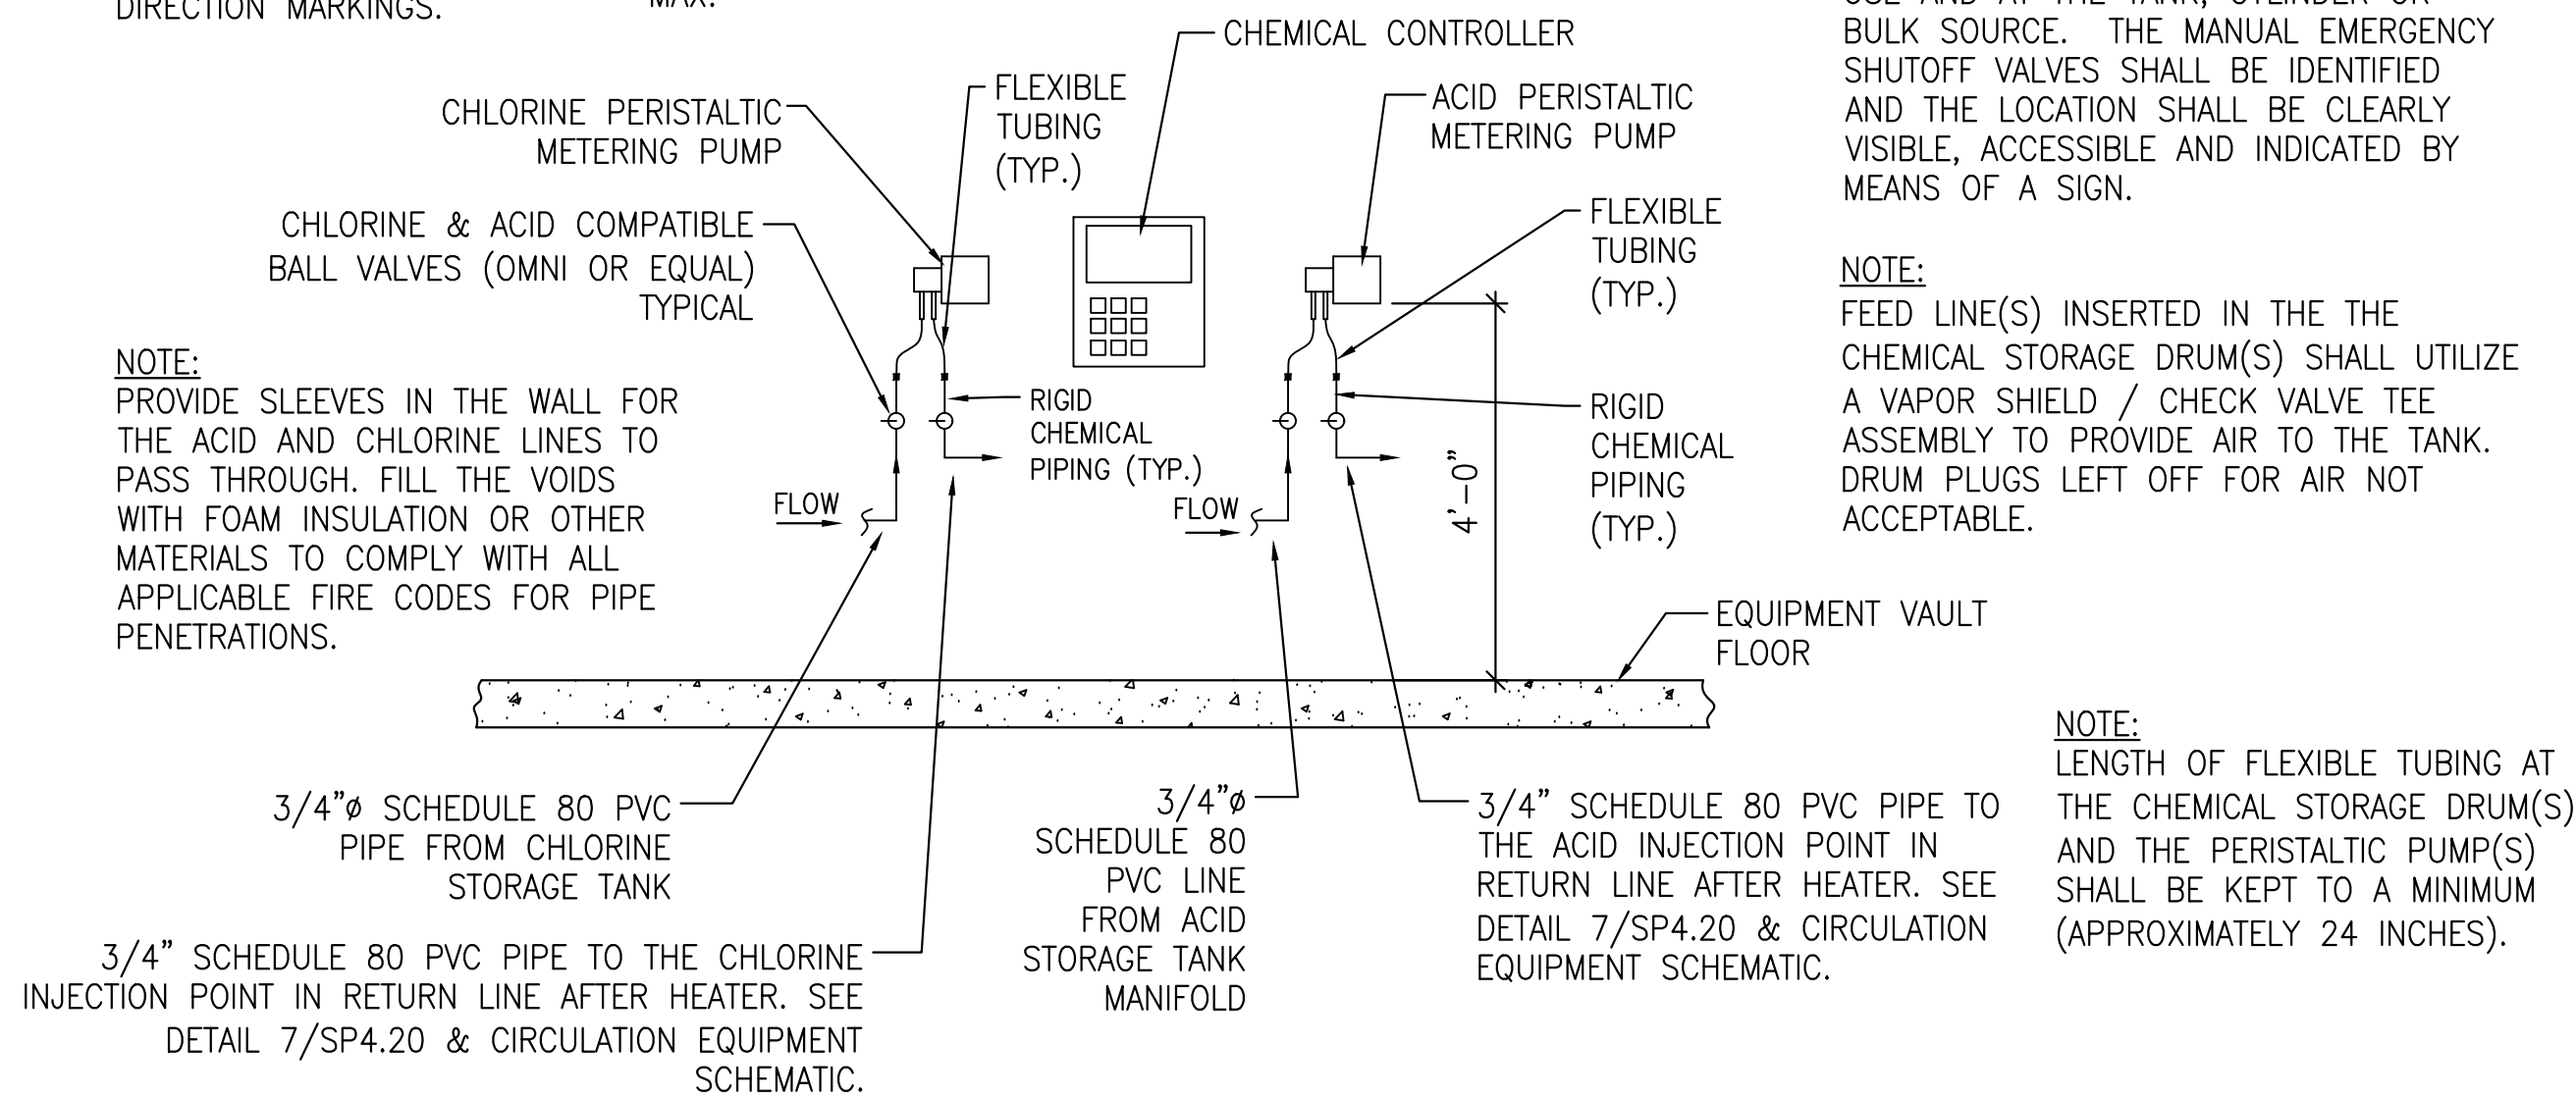 DIRECTION MARKINGS.
MAX.
CHEMICAL CONTROLLER
FLEXIBLE
TUBING
(TYP.)
CHLORINE PERISTALTIC
METERING PUMP
ACID PERISTALTIC
METERING PUMP
CHLORINE & ACID COMPATIBLE
BALL VALVES (OMNI OR EQUAL)
TYPICAL
FLEXIBLE
TUBING
(TYP.)
NOTE:
PROVIDE SLEEVES IN THE WALL FOR
THE ACID AND CHLORINE LINES TO
PASS THROUGH. FILL THE VOIDS
WITH FOAM INSULATION OR OTHER
MATERIALS TO COMPLY WITH ALL
APPLICABLE FIRE CODES FOR PIPE
PENETRATIONS.
RIGID
CHEMICAL
PIPING (TYP.)
RIGID
CHEMICAL
PIPING
(TYP.)
FLOW
FLOW
4'-0"
USE AND AT THE TANK, CYLINDER OR
BULK SOURCE. THE MANUAL EMERGENCY
SHUTOFF VALVES SHALL BE IDENTIFIED
AND THE LOCATION SHALL BE CLEARLY
VISIBLE, ACCESSIBLE AND INDICATED BY
MEANS OF A SIGN.
NOTE:
FEED LINE(S) INSERTED IN THE THE
CHEMICAL STORAGE DRUM(S) SHALL UTILIZE
A VAPOR SHIELD / CHECK VALVE TEE
ASSEMBLY TO PROVIDE AIR TO THE TANK.
DRUM PLUGS LEFT OFF FOR AIR NOT
ACCEPTABLE.
EQUIPMENT VAULT
FLOOR
3/4"ø SCHEDULE 80 PVC
PIPE FROM CHLORINE
STORAGE TANK
3/4" SCHEDULE 80 PVC PIPE TO THE CHLORINE
INJECTION POINT IN RETURN LINE AFTER HEATER. SEE
DETAIL 7/SP4.20 & CIRCULATION EQUIPMENT
SCHEMATIC.
3/4"ø
SCHEDULE 80
PVC LINE
FROM ACID
STORAGE TANK
MANIFOLD
3/4" SCHEDULE 80 PVC PIPE TO
THE ACID INJECTION POINT IN
RETURN LINE AFTER HEATER. SEE
DETAIL 7/SP4.20 & CIRCULATION
EQUIPMENT SCHEMATIC.
NOTE:
LENGTH OF FLEXIBLE TUBING AT
THE CHEMICAL STORAGE DRUM(S)
AND THE PERISTALTIC PUMP(S)
SHALL BE KEPT TO A MINIMUM
(APPROXIMATELY 24 INCHES).